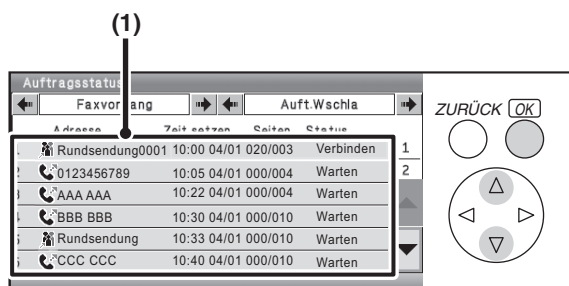 (1)
Auftragsstatus
Faxvorgang Auft.Wschla
Adresse Zeit setzen Seiten Status
Rundsendung0001 10:00 04/01 020/003 Verbinden 1
2 0123456789 10:05 04/01 000/004 Warten 2
AAA AAA 10:22 04/01 000/004 Warten
BBB BBB 10:30 04/01 000/010 Warten
Rundsendung 10:33 04/01 000/010 Warten
CCC CCC 10:40 04/01 000/010 Warten
ZURÜCK OK